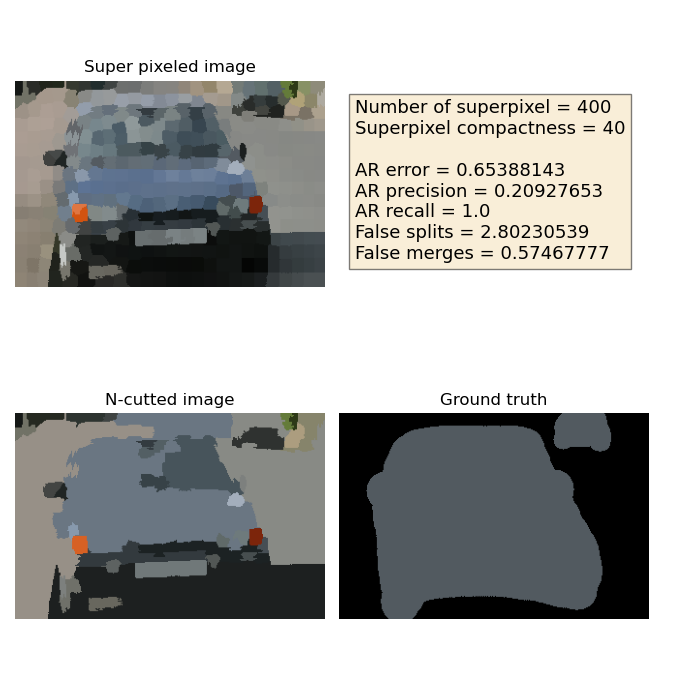 Super pixeled image
Number of superpixel = 400
Superpixel compactness = 40
AR error = 0.65388143
AR precision = 0.20927653
AR recall = 1.0
False splits = 2.80230539
False merges = 0.57467777
N-cutted image
Ground truth